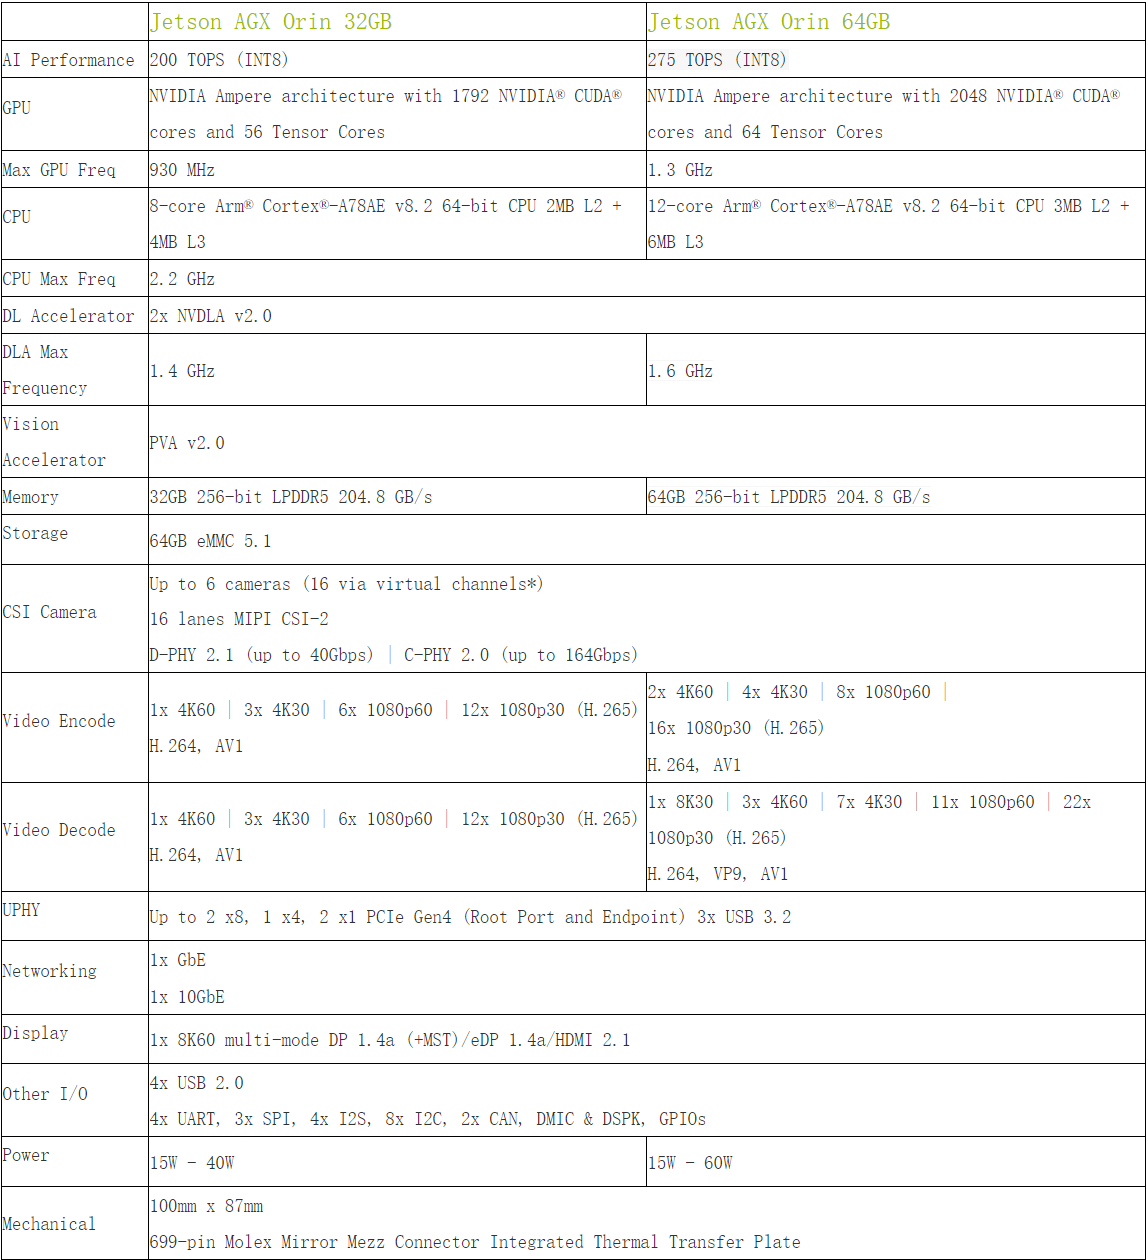 Jetson AGX Orin 32GB
Jetson AGX Orin 64GB
AI Performance
200 TOPS (INT8)
275 TOPS (INT8)
GPU
NVIDIA Ampere architecture with 1792 NVIDIA® CUDA®
cores and 56 Tensor Cores
NVIDIA Ampere architecture with 2048 NVIDIA® CUDA®
cores and 64 Tensor Cores
Max GPU Freq
930 MHz
1.3 GHz
CPU
8-core Arm® Cortex®-A78AE v8.2 64-bit CPU 2MB L2 +
4MB L3
12-core Arm® Cortex®-A78AE v8.2 64-bit CPU 3MB L2 +
6MB L3
CPU Max Freq
2.2 GHz
DL Accelerator
2x NVDLA v2.0
DLA Max
Frequency
1.4 GHz
1.6 GHz
Vision
Accelerator
PVA v2.0
Memory
32GB 256-bit LPDDR5 204.8 GB/s
64GB 256-bit LPDDR5 204.8 GB/s
Storage
64GB eMMC 5.1
CSI Camera
Up to 6 cameras (16 via virtual channels*)
16 lanes MIPI CSI-2
D-PHY 2.1 (up to 40Gbps) | C-PHY 2.0 (up to 164Gbps)
Video Encode
1x 4K60 | 3x 4K30 | 6x 1080p60 | 12x 1080p30 (H.265)
H.264, AV1
2x 4K60 | 4x 4K30 | 8x 1080p60 |
16x 1080p30 (H.265)
H.264, AV1
Video Decode
1x 4K60 | 3x 4K30 | 6x 1080p60 | 12x 1080p30 (H.265)
H.264, AV1
1x 8K30 | 3x 4K60 | 7x 4K30 | 11x 1080p60 | 22x
1080p30 (H.265)
H.264, VP9, AV1
UPHY
Up to 2 x8, 1 x4, 2 x1 PCIe Gen4 (Root Port and Endpoint) 3x USB 3.2
Networking
1x GbE
1x 10GbE
Display
1x 8K60 multi-mode DP 1.4a (+MST)/eDP 1.4a/HDMI 2.1
Other I/O
4x USB 2.0
4x UART, 3x SPI, 4x I2S, 8x I2C, 2x CAN, DMIC & DSPK, GPIOs
Power
15W - 40W
15W - 60W
Mechanical
100mm x 87mm
699-pin Molex Mirror Mezz Connector Integrated Thermal Transfer Plate